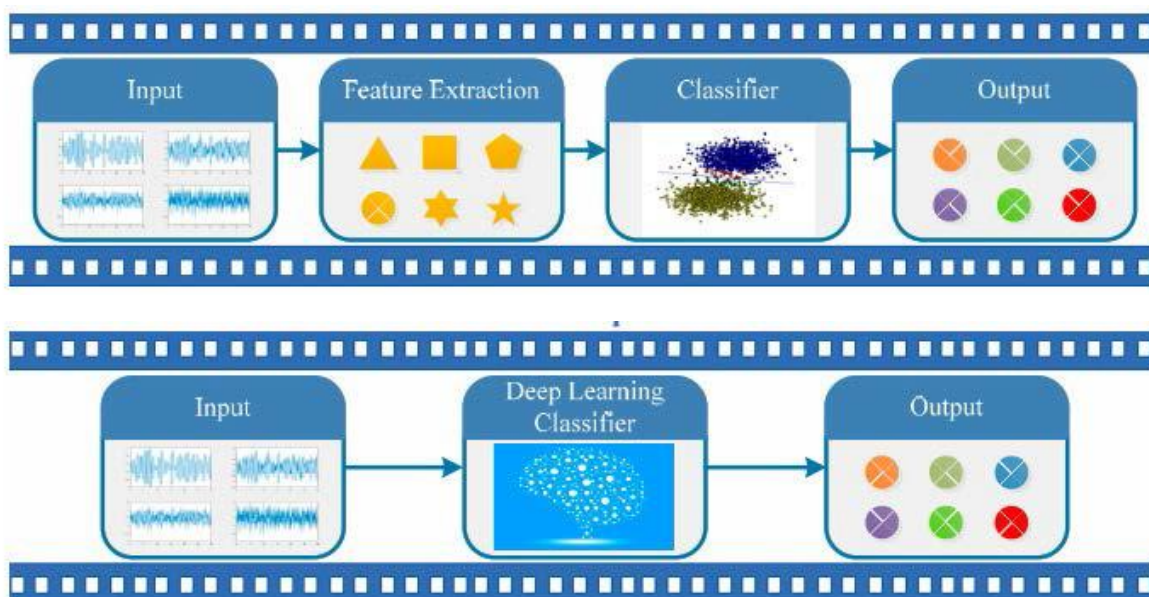 Input
Feature Extraction
Classifier
Output
Input
Deep Learning
Classifier
Output